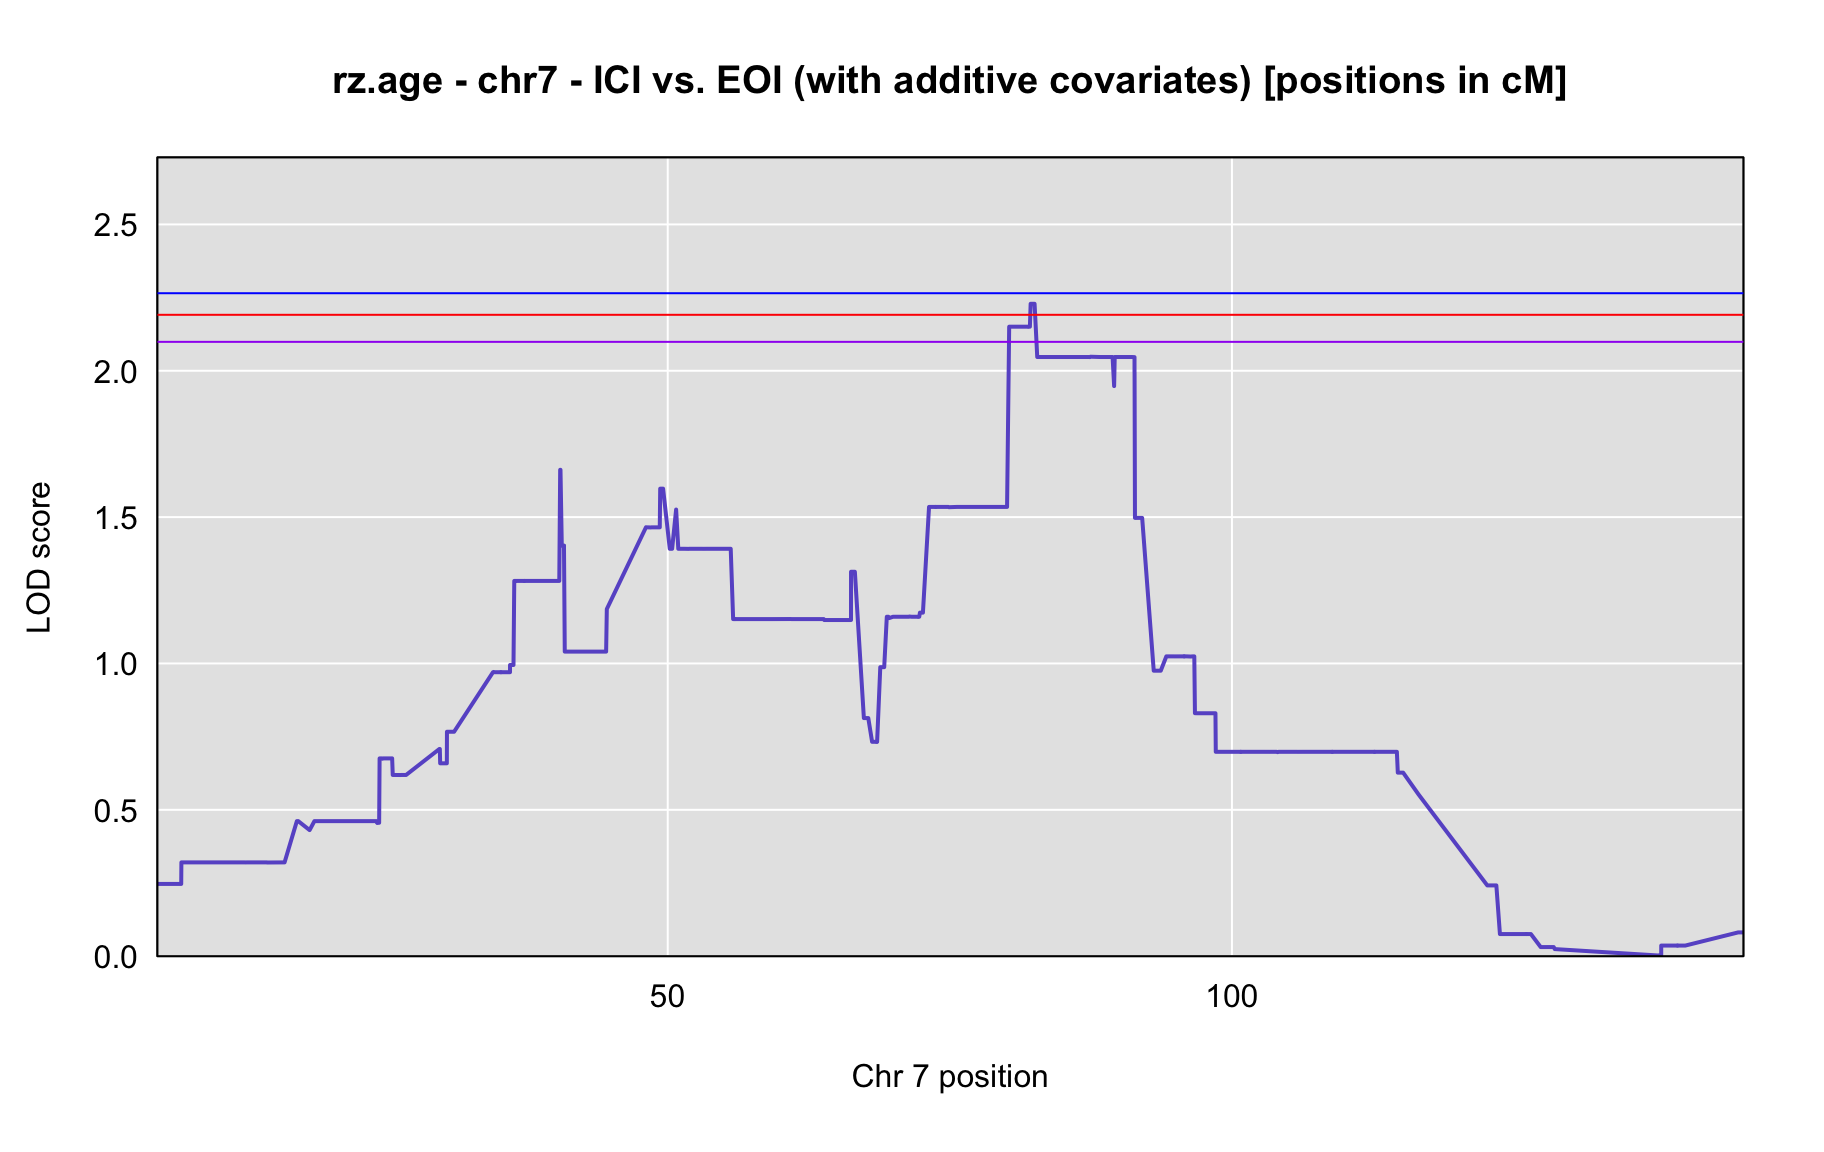 rz.age - chr7 - ICI vs. EOI (with additive covariates) [positions in cM]
LOD score
2.5
2.0
1.5
1.0
0.5
0.0
50
100
Chr 7 position